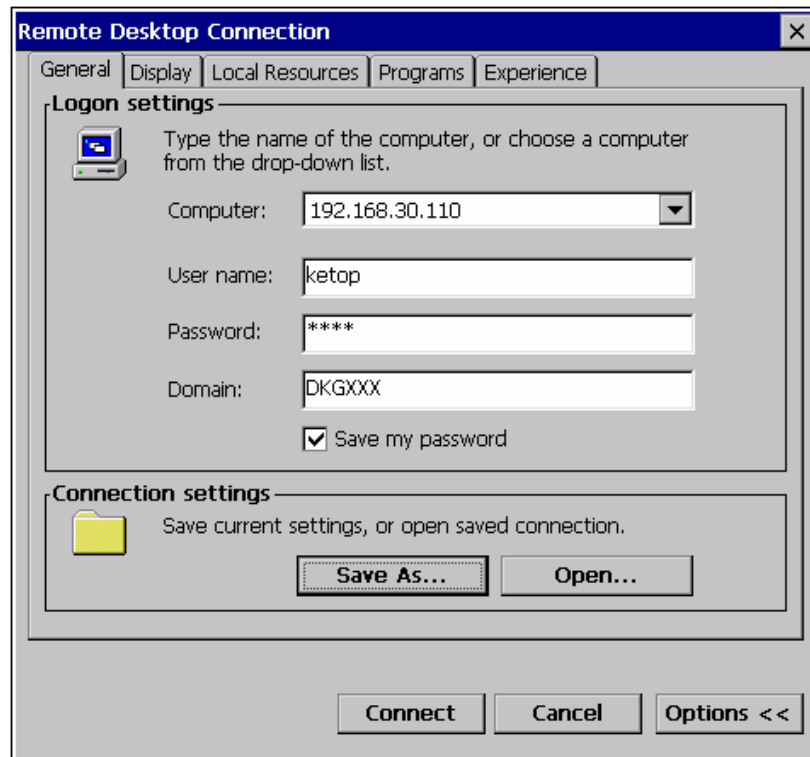 Remote Desktop Connection
General Display Local Resources Programs Experience
Logon settings
Type the name of the computer, or choose a computer
from the drop-down list.
Computer: 192.168.30.110
User name: ketop
Password: ****
Domain: DKGXXX
Save my password
Connection settings
Save current settings, or open saved connection.
Save As... Open...
Connect Cancel Options <<